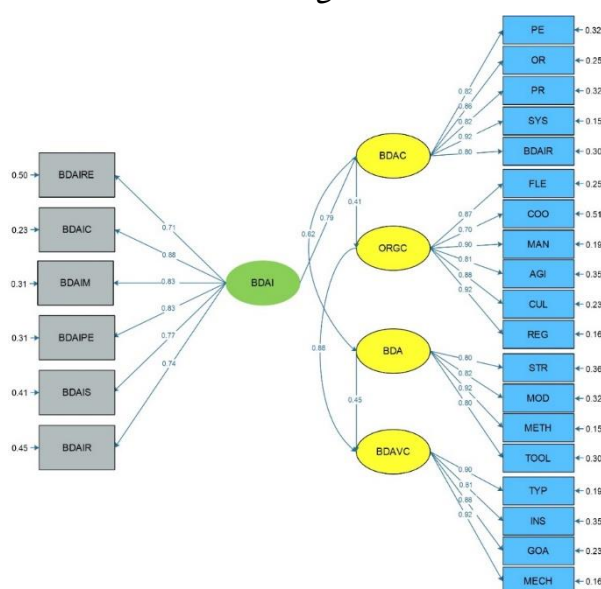 PE
0.32
OR
0.25
PR
0.32
SYS
0.15
BDAIR
0.30
FLE
0.25
COO
0.51
MAN
0.19
AGI
0.35
CUL
0.23
REG
0.16
STR
0.36
MOD
0.32
METH
0.15
TOOL
0.30
TYP
0.19
INS
0.35
GOA
0.23
MECH
0.16
0.82
0.86
0.82
0.92
0.80
0.87
0.70
0.90
0.81
0.88
0.92
0.80
0.82
0.92
0.80
0.90
0.81
0.88
0.92
BDAC
ORGC
BDA
BDAVC
0.41
0.79
0.62
0.88
0.45
BDAI
0.71
0.88
0.83
0.83
0.77
0.74
0.50
BDAIRE
0.23
BDAIC
0.31
BDAIM
0.31
BDAIPE
0.41
BDAIS
0.45
BDAIR